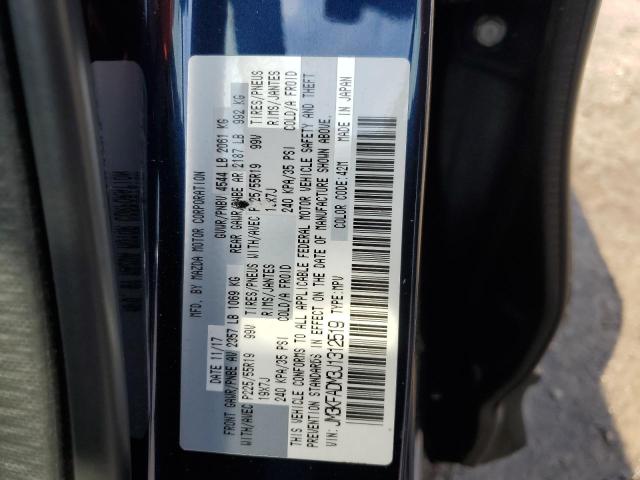 MFD. BY MAZDA MOTOR CORPORATION
DATE 11/17 GVWR/PNBV 4544 LB 2061 KG
FRONT GAWR/PNBE AV 2357 LB 1069 KG REAR GAWR/PNBE AR 2187 LB 992 KG
WITH/AVEC P225/55R19 99V TIRES/PNEUS WITH/AVEC P 25/55R19 99V TIRES/PNEUS
19X7J RIMS/JANTES 1 X7J RIMS/JANTES
240 KPA/35 PSI COLD/A FROID 240 KPA/35 PSI COLD/A FROID
THIS VEHICLE CONFORMS TO ALL APPLICABLE FEDERAL MOTOR VEHICLE SAFETY AND THEFT
PREVENTION STANDARDS IN EFFECT ON THE DATE OF MANUFACTURE SHOWN ABOVE.
VIN: JM3KFADM3J1312519 TYPE:MPV COLOR CODE:42M MADE IN JAPAN